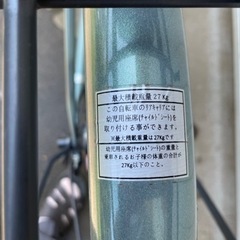 最大積載質量27Kg
この自転車のリヤキャリアには
幼児用座席(チャイルドシート)を
取り付ける事ができます。
※最大積載重量は27Kgです
幼児用座席(チャイルドシート)の重量と
乗車されるお子様の体重の合計が
27Kg以下のこと。